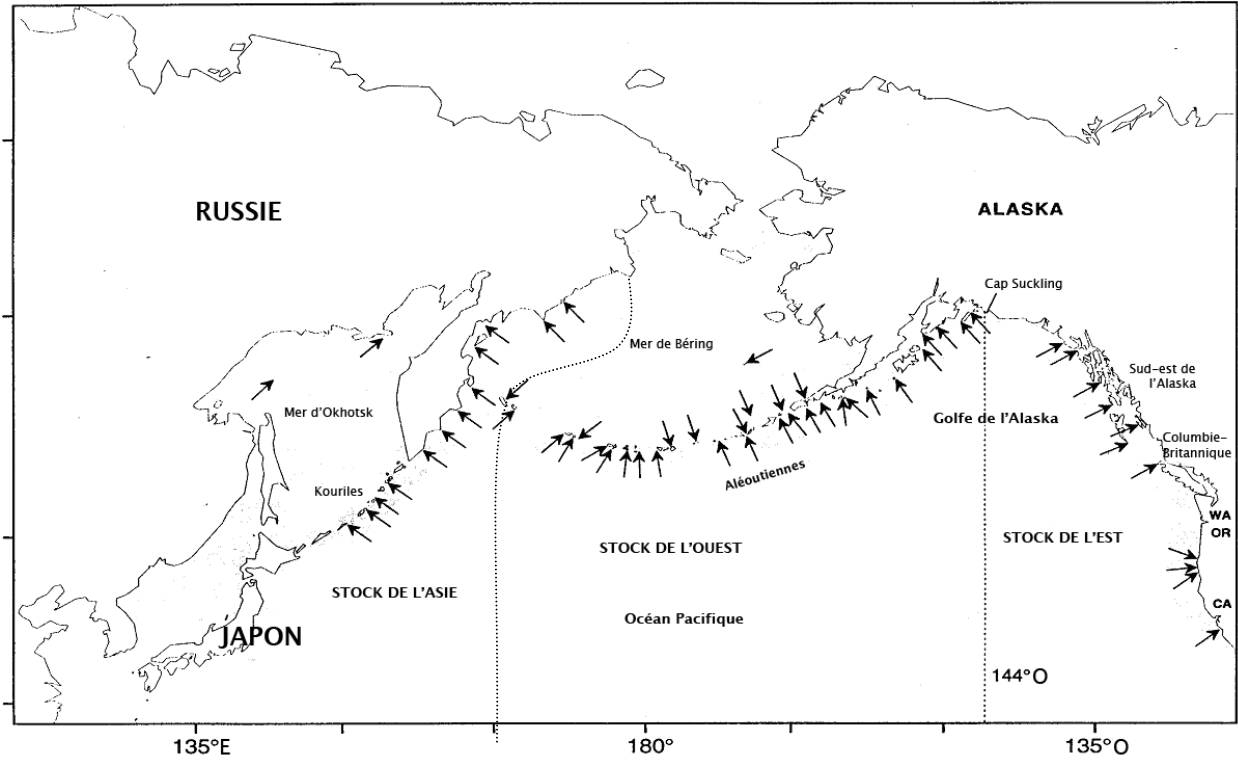 RUSSIE
ALASKA
Cap Suckling
Mer de Béring
Sud-est de
l'Alaska
Mer d'Okhotsk
Golfe de l'Alaska
Columbie-
Britannique
Aléoutiennes
Kouriles
WA
OR
STOCK DE L'OUEST
STOCK DE L'EST
STOCK DE L'ASIE
CA
Océan Pacifique
JAPON
144°O
135°E
180°
135°O